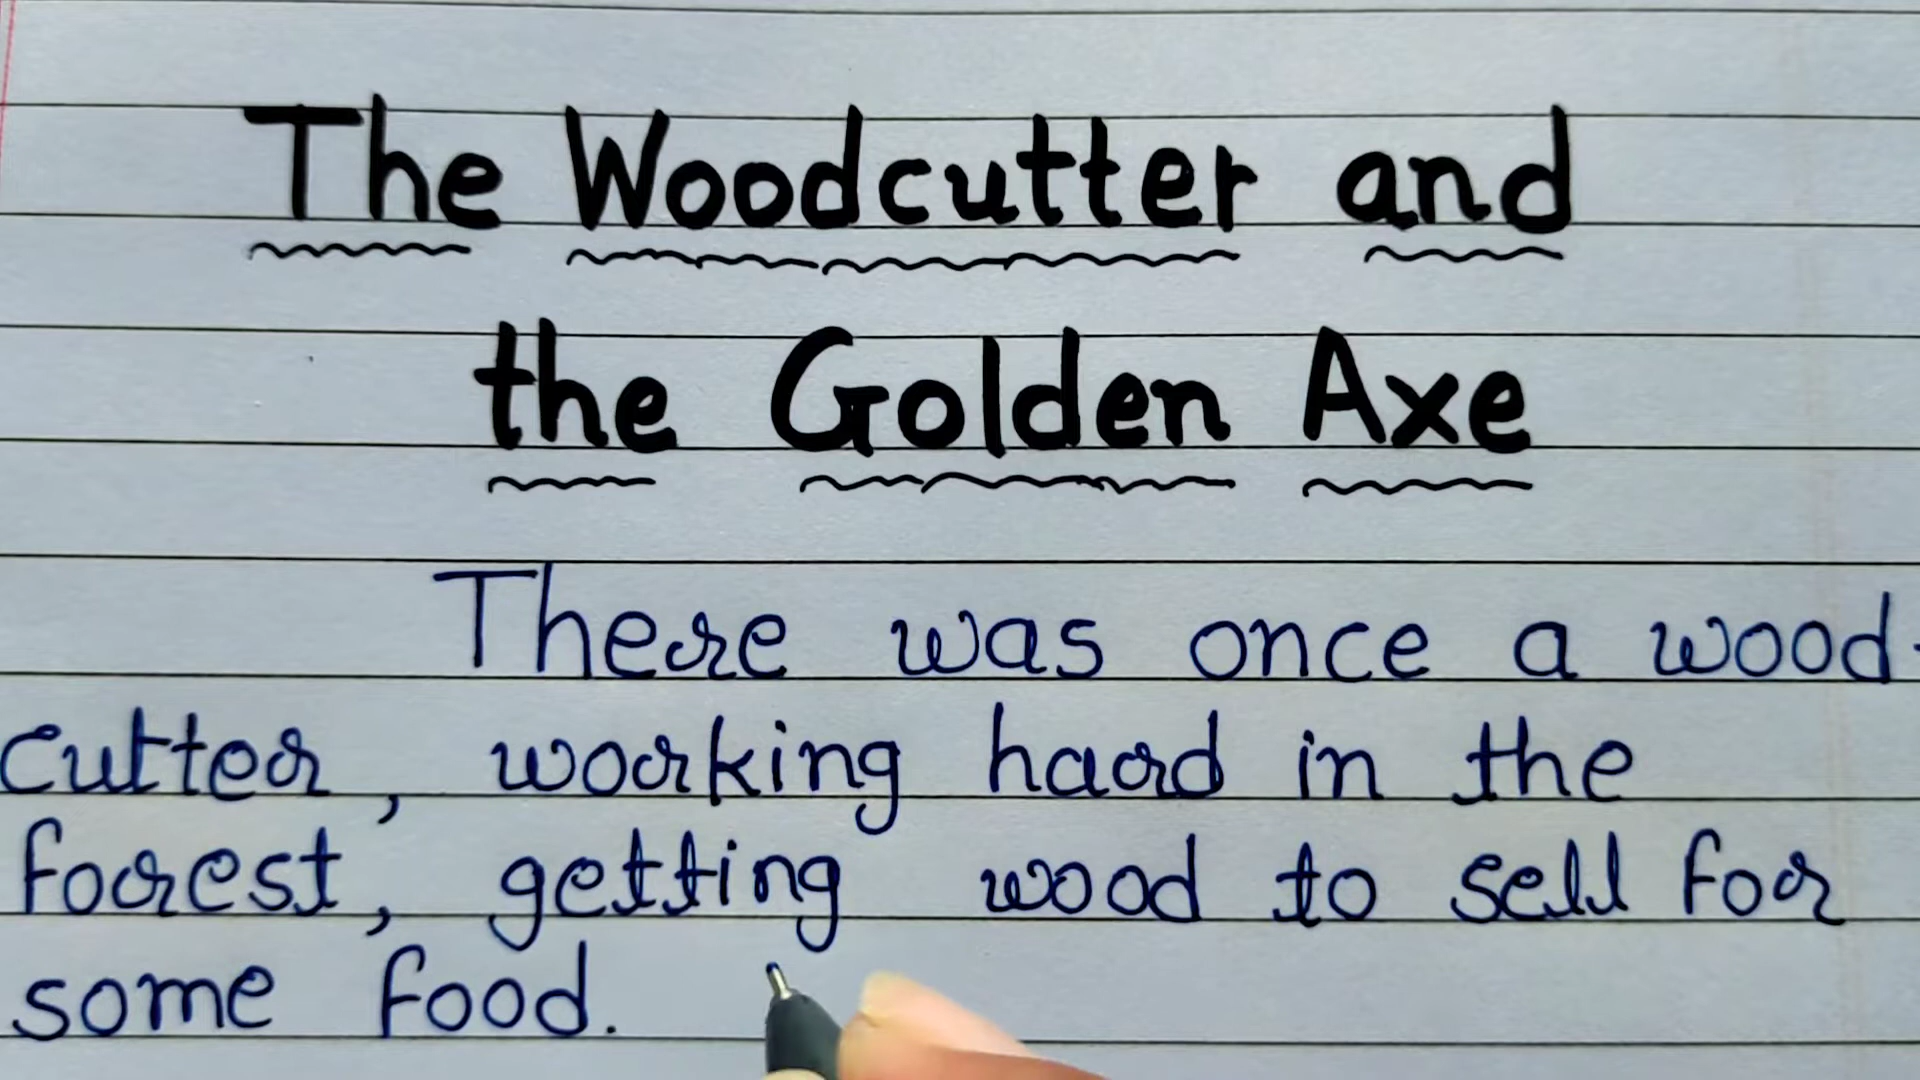 The Woodcutter and
the Golden Axe
There was once a wood-
cutter, working hard in the
forest, getting wood to sell for
some food.